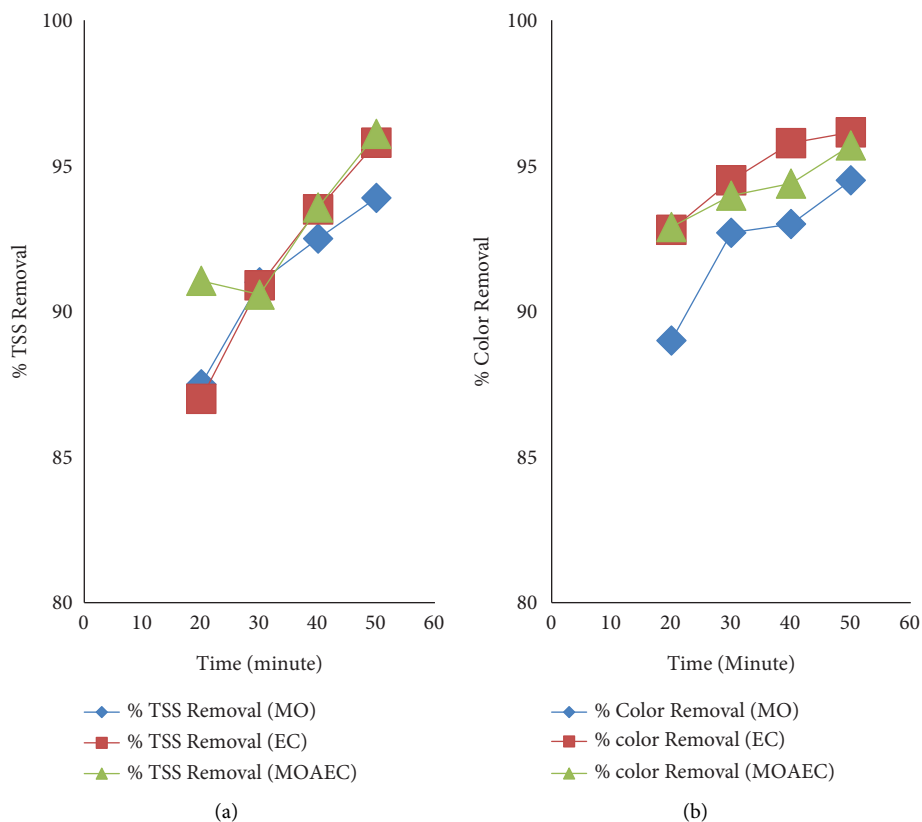 100
95
90
85
80
% TSS Removal
0 10 20 30 40 50 60
Time (minute)
% TSS Removal (MO)
% TSS Removal (EC)
% TSS Removal (MOAEC)
(a)
100
95
90
85
80
% Color Removal
0 10 20 30 40 50 60
Time (Minute)
% Color Removal (MO)
% color Removal (EC)
% color Removal (MOAEC)
(b)